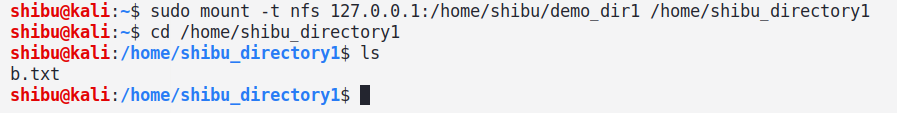 shibu@kali:~$ sudo mount -t nfs 127.0.0.1:/home/shibu/demo_dir1 /home/shibu_directory1
shibu@kali:~$ cd /home/shibu_directory1
shibu@kali:/home/shibu_directory1$ ls
b.txt
shibu@kali:/home/shibu_directory1$